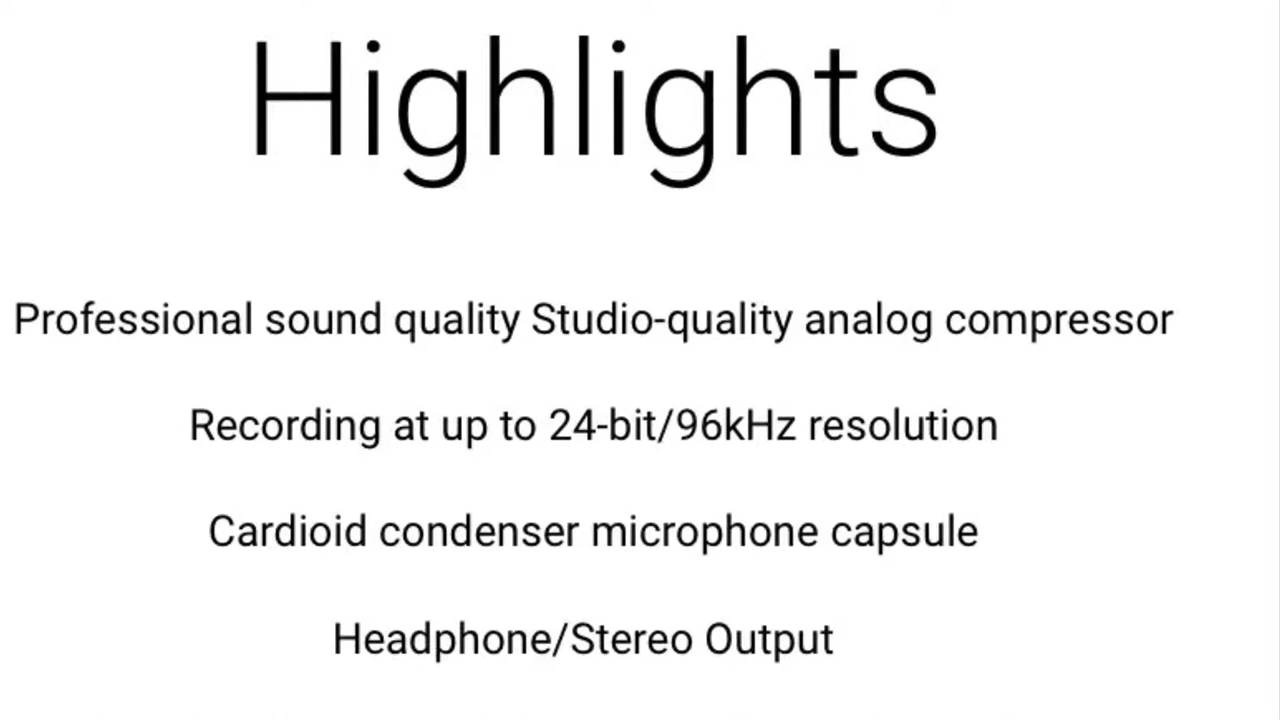 Highlights
Professional sound quality Studio-quality analog compressor
Recording at up to 24-bit/96kHz resolution
Cardioid condenser microphone capsule
Headphone/Stereo Output